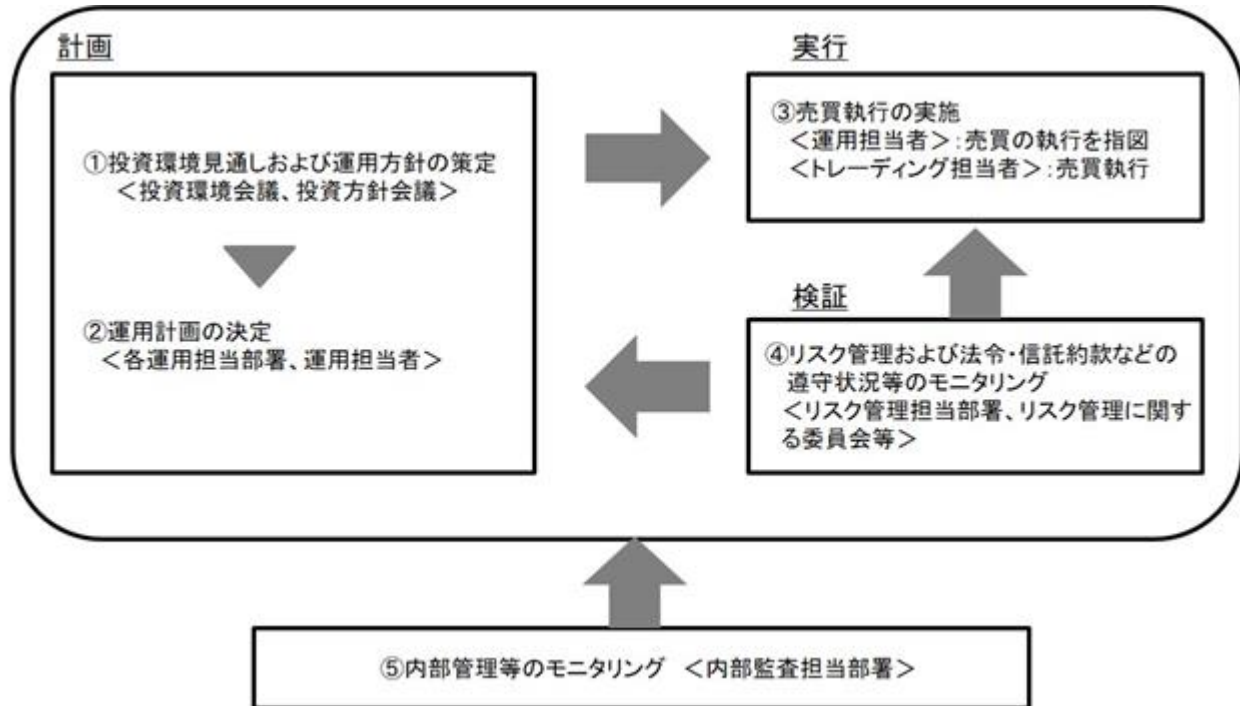 計画
①投資環境見通しおよび運用方針の策定
＜投資環境会議、投資方針会議＞
②運用計画の決定
＜各運用担当部署、運用担当者＞
実行
③売買執行の実施
＜運用担当者＞：売買の執行を指図
＜トレーディング担当者＞：売買執行
検証
④リスク管理および法令・信託約款などの
遵守状況等のモニタリング
＜リスク管理担当部署、リスク管理に関す
る委員会等＞
⑤内部管理等のモニタリング　＜内部監査担当部署＞